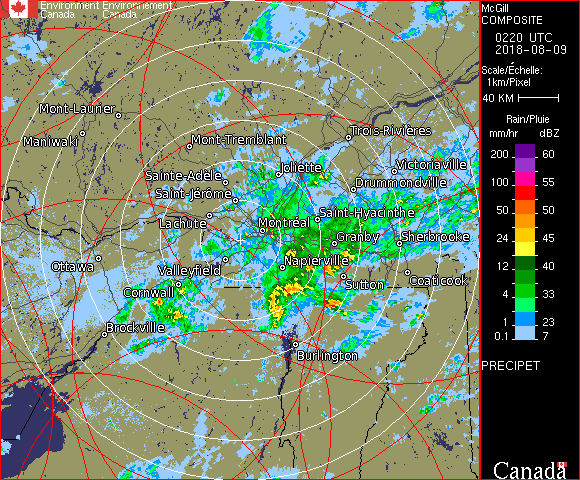 Environment Environnement
Canada Canada
McGill
COMPOSITE
0220 UTC
2018-08-09
Scale/Échelle:
1km/Pixel
40 KM
Rain/Pluie
mm/hr dBZ
200 60
100 55
50 50
24 45
12 40
4 33
1 23
0.1 7
PRECIPET
Canada
Mont-Laurier
Maniwaki
Mont-Tremblant
Trois-Rivières
Sainte-Adèle
Joliette
Victoriaville
Saint-Jérôme
Drummondville
Lachute
Montréal
Saint-Hyacinthe
Granby
Sherbrooke
Ottawa
Valleyfield
Napierville
Sutton
Coaticook
Cornwall
Brockville
Burlington